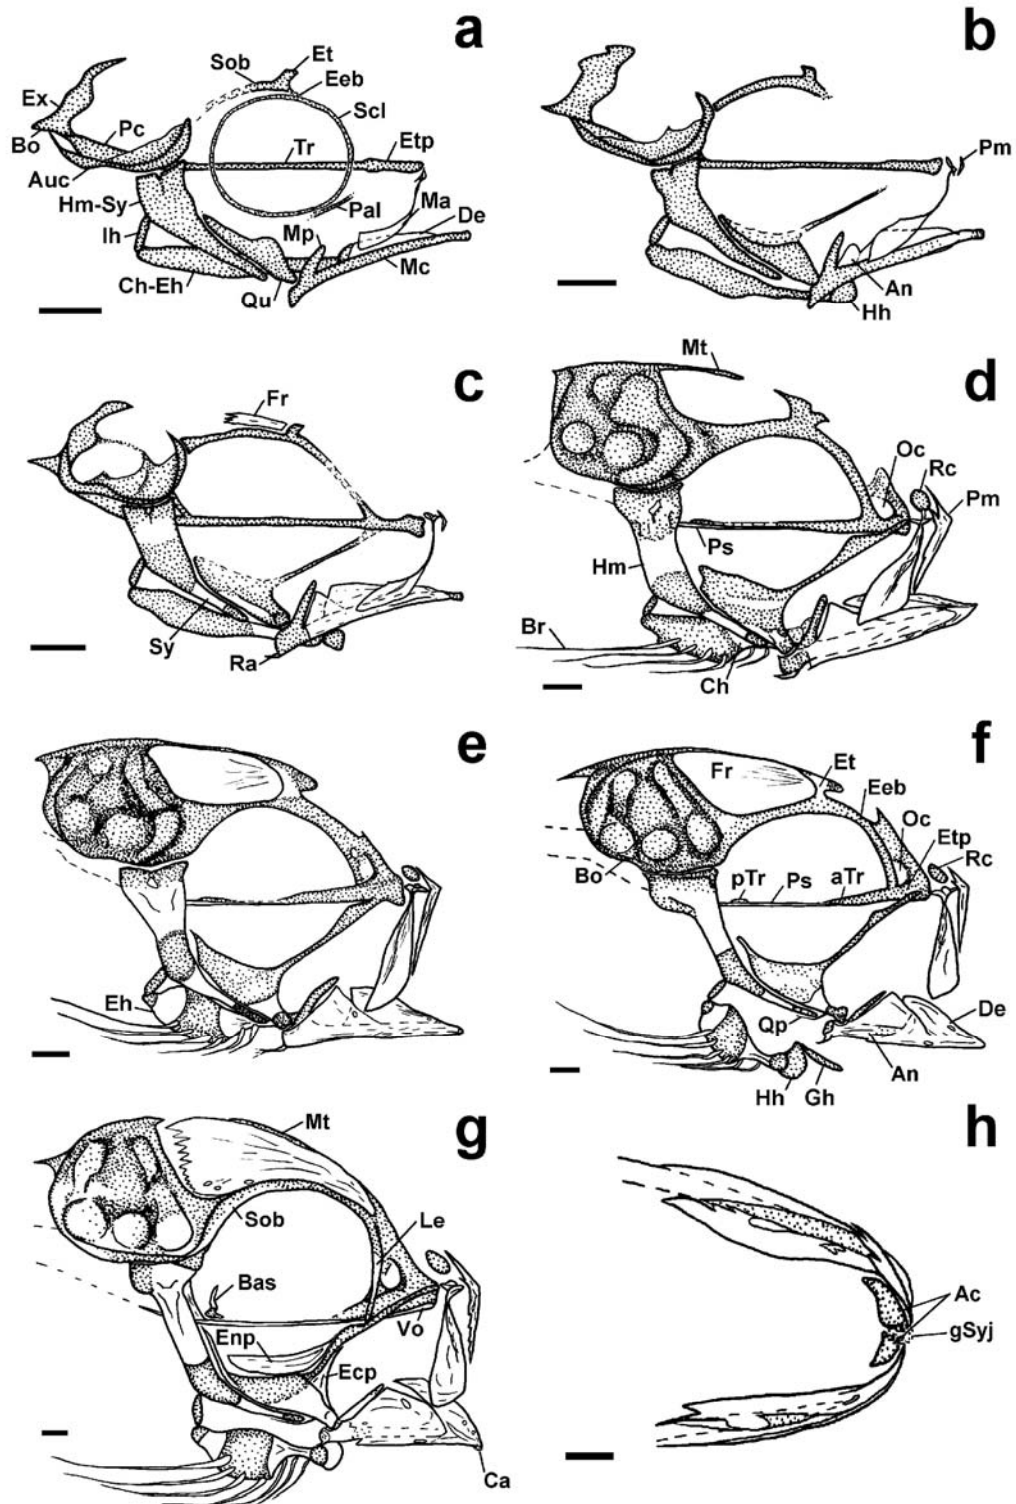 a
Et
Sob
Eeb
Ex
Scl
Pc
Bo
Tr
Etp
Auc
Hm-Sy
Pal
Ma
De
Ih
Mp
Mc
Ch-Eh
Qu
b
Pm
An
Hh
c
Fr
Sy
Ra
d
Mt
Oc
Rc
Pm
Ps
Hm
Br
Ch
e
Eh
f
Fr
Et
Eeb
Oc
Etp
Rc
Bo
pTr
Ps
aTr
Qp
De
An
Hh
Gh
g
Mt
Sob
Le
Bas
Vo
Enp
Ecp
Ca
h
Ac
gSyj